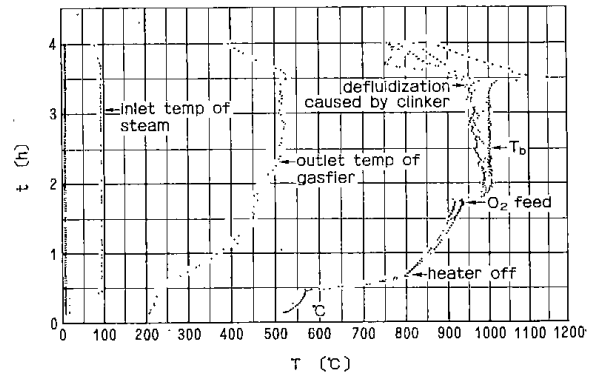 4
3
2
1
0
t (h)
inlet temp of
steam
outlet temp of
gasfier
defluidization
caused by clinker
Tb
O2 feed
heater off
℃
0 100 200 300 400 500 600 700 800 900 1000 1100 1200
T (℃)